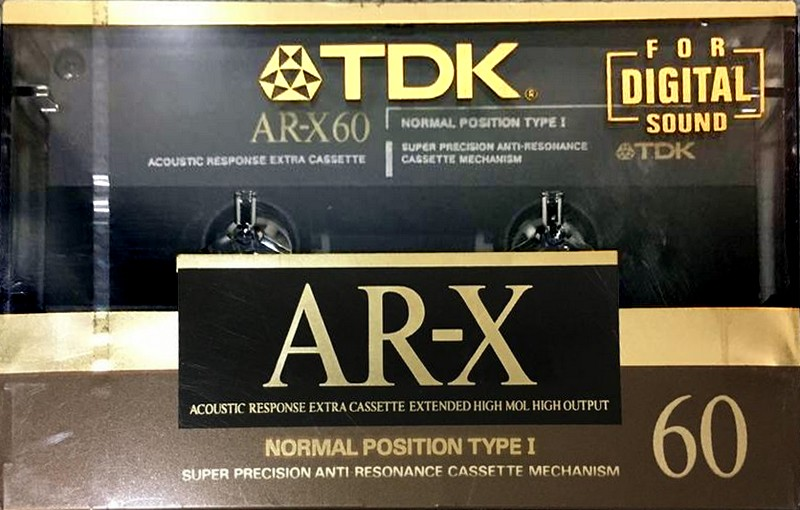 TDK®
FOR
DIGITAL
SOUND
AR-X60
NORMAL POSITION TYPE I
ACOUSTIC RESPONSE EXTRA CASSETTE
SUPER PRECISION ANTI-RESONANCE
CASSETTE MECHANISM
TDK
AR-X
ACOUSTIC RESPONSE EXTRA CASSETTE EXTENDED HIGH MOL HIGH OUTPUT
NORMAL POSITION TYPE I
SUPER PRECISION ANTI-RESONANCE CASSETTE MECHANISM
60